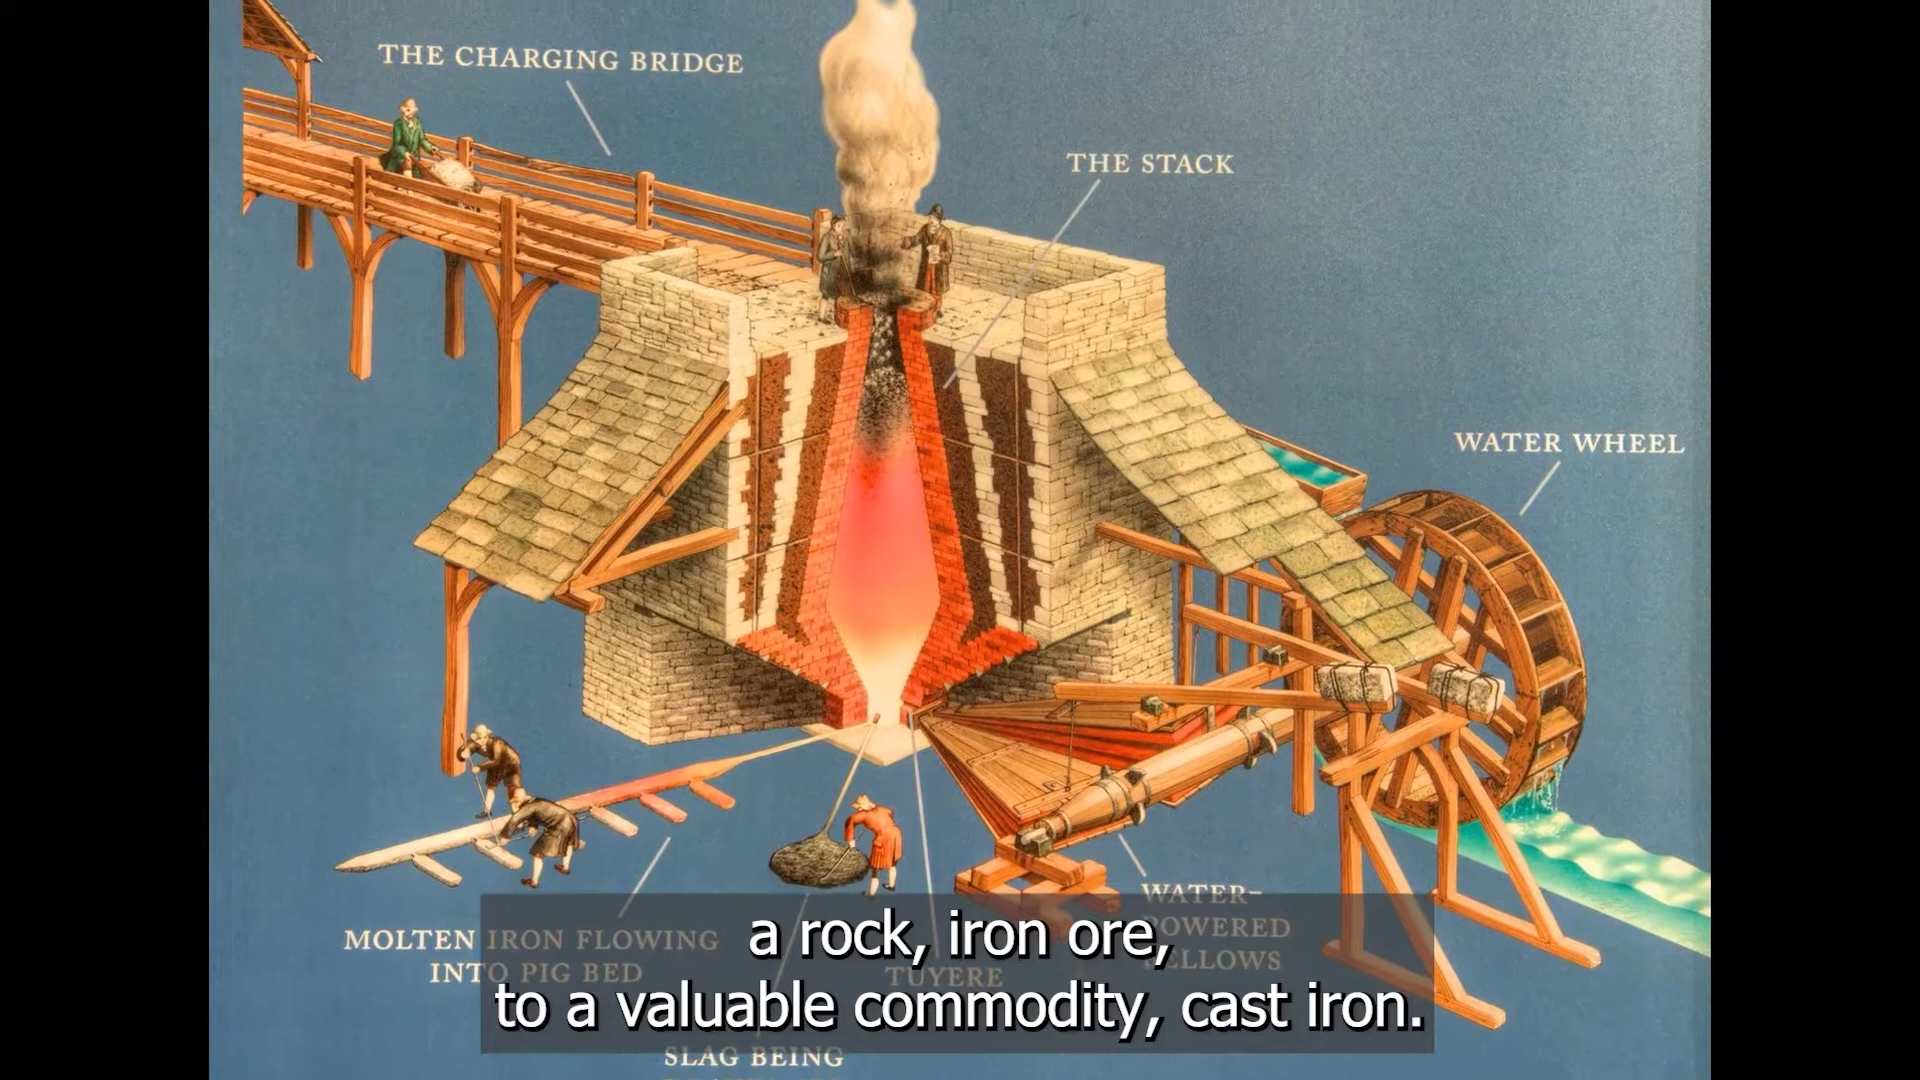 THE CHARGING BRIDGE
THE STACK
WATER WHEEL
WATER-
POWERED
BELLOWS
MOLTEN IRON FLOWING
INTO PIG BED
TUYERE
a rock, iron ore,
to a valuable commodity, cast iron.
SLAG BEING